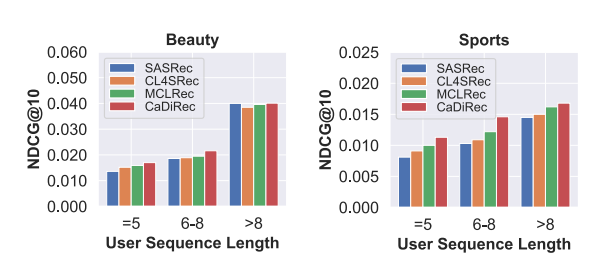 Beauty
NDCG@10
0.060
0.050
0.040
0.030
0.020
0.010
0.000
SASRec
CL4SRec
MCLRec
CaDiRec
=5 6-8 >8
User Sequence Length
Sports
NDCG@10
0.025
0.020
0.015
0.010
0.005
0.000
SASRec
CL4SRec
MCLRec
CaDiRec
=5 6-8 >8
User Sequence Length